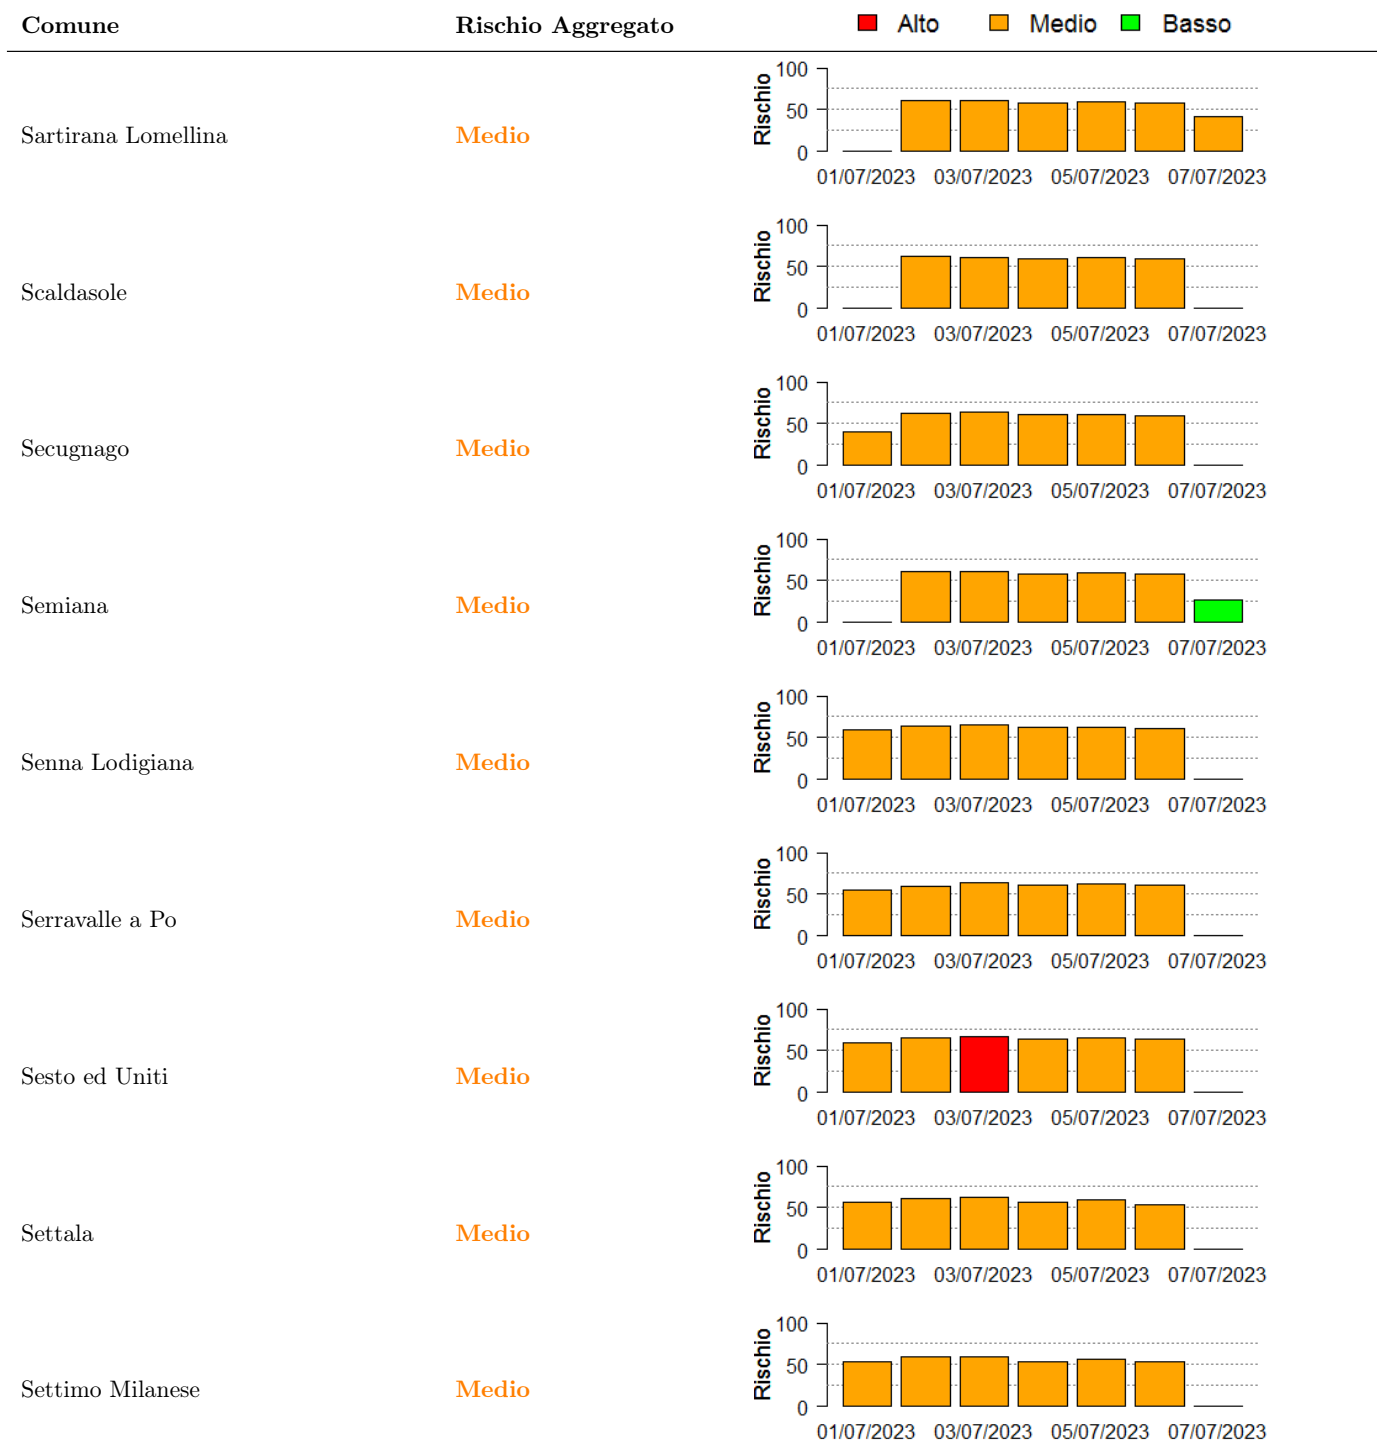 Comune Rischio Aggregato Alto Medio Basso
Sartirana Lomellina Medio Rischio 100 50 0
01/07/2023 03/07/2023 05/07/2023 07/07/2023
Scaldasole Medio Rischio 100 50 0
01/07/2023 03/07/2023 05/07/2023 07/07/2023
Secugnago Medio Rischio 100 50 0
01/07/2023 03/07/2023 05/07/2023 07/07/2023
Semiana Medio Rischio 100 50 0
01/07/2023 03/07/2023 05/07/2023 07/07/2023
Senna Lodigiana Medio Rischio 100 50 0
01/07/2023 03/07/2023 05/07/2023 07/07/2023
Serravalle a Po Medio Rischio 100 50 0
01/07/2023 03/07/2023 05/07/2023 07/07/2023
Sesto ed Uniti Medio Rischio 100 50 0
01/07/2023 03/07/2023 05/07/2023 07/07/2023
Settala Medio Rischio 100 50 0
01/07/2023 03/07/2023 05/07/2023 07/07/2023
Settimo Milanese Medio Rischio 100 50 0
01/07/2023 03/07/2023 05/07/2023 07/07/2023